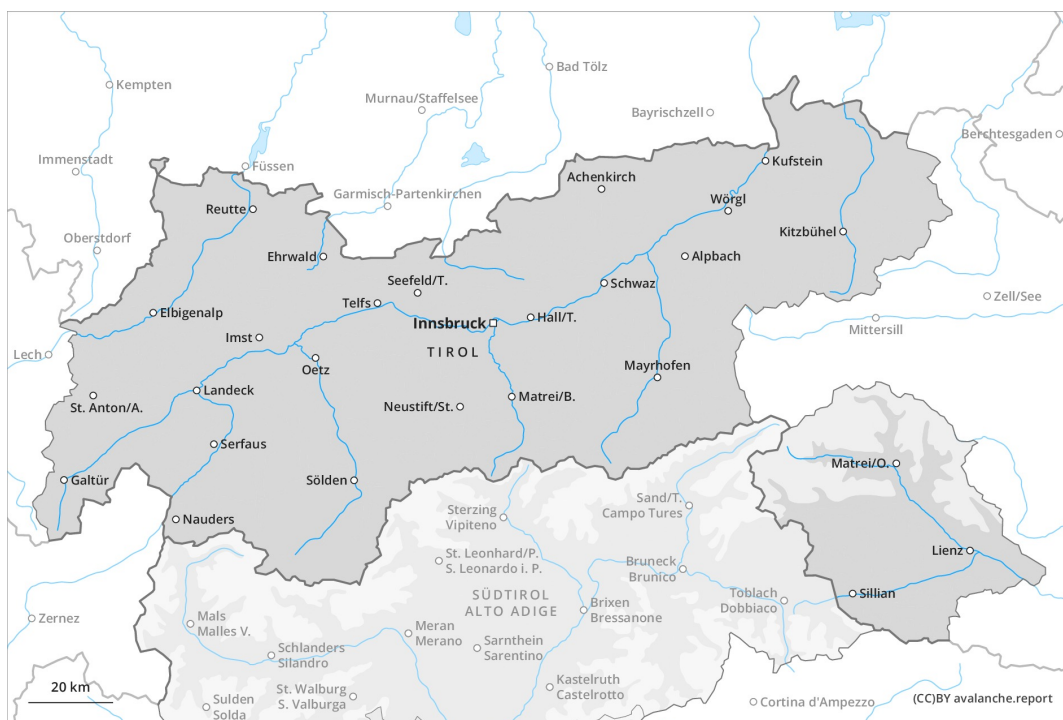 Kempten
Bad Tölz
Murnau/Staffelsee
Bayrischzell
Berchtesgaden
Immenstadt
Füssen
Kufstein
Achenkirch
Garmisch-Partenkirchen
Wörgl
Reutte
Kitzbühel
Oberstdorf
Ehrwald
Alpbach
Seefeld/T.
Schwaz
Zell/See
Telfs
Elbigenalp
Hall/T.
Innsbruck
Mittersill
Imst
TIROL
Lech
Oetz
Mayrhofen
Landeck
Matrei/B.
St. Anton/A.
Neustift/St.
Serfaus
Matrei/O.
Galtür
Sölden
Sand/T.
Campo Tures
Sterzing
Vipiteno
Nauders
Lienz
St. Leonhard/P.
S. Leonardo i. P.
Bruneck
Brunico
Sillian
SÜDTIROL
ALTO ADIGE
Toblach
Dobbiaco
Brixen
Bressanone
Zernez
Mals
Malles V.
Meran
Merano
Sarnthein
Sarentino
Schlanders
Silandro
Kastelruth
Castelrotto
20 km
St. Walburg
S. Valburga
Sulden
Solda
Cortina d'Ampezzo
(CC)BY avalanche.report